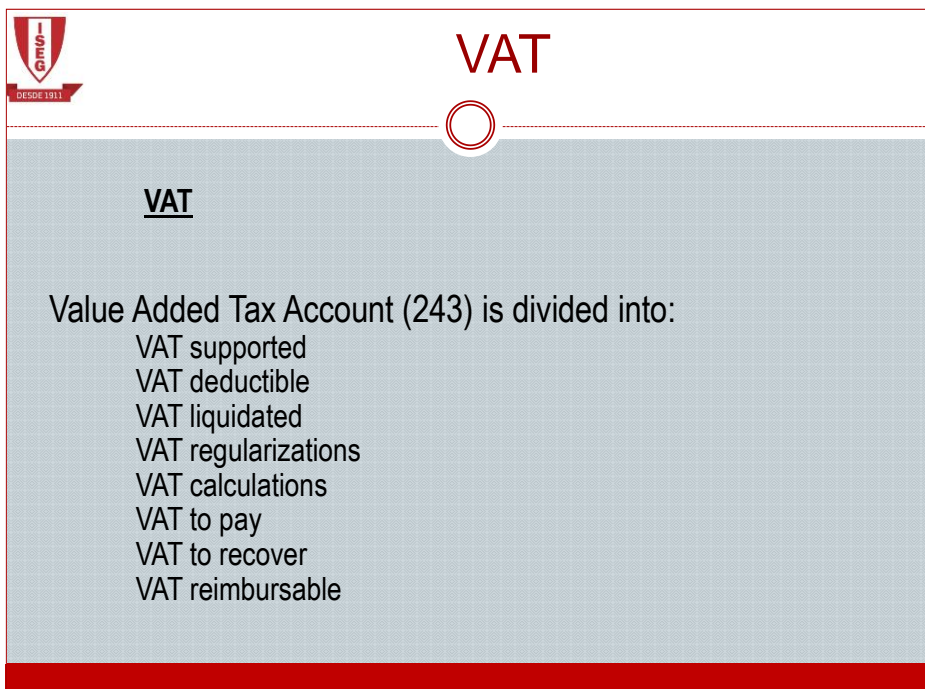 ISEG
DESDE 1911
VAT
VAT
Value Added Tax Account (243) is divided into:
VAT supported
VAT deductible
VAT liquidated
VAT regularizations
VAT calculations
VAT to pay
VAT to recover
VAT reimbursable